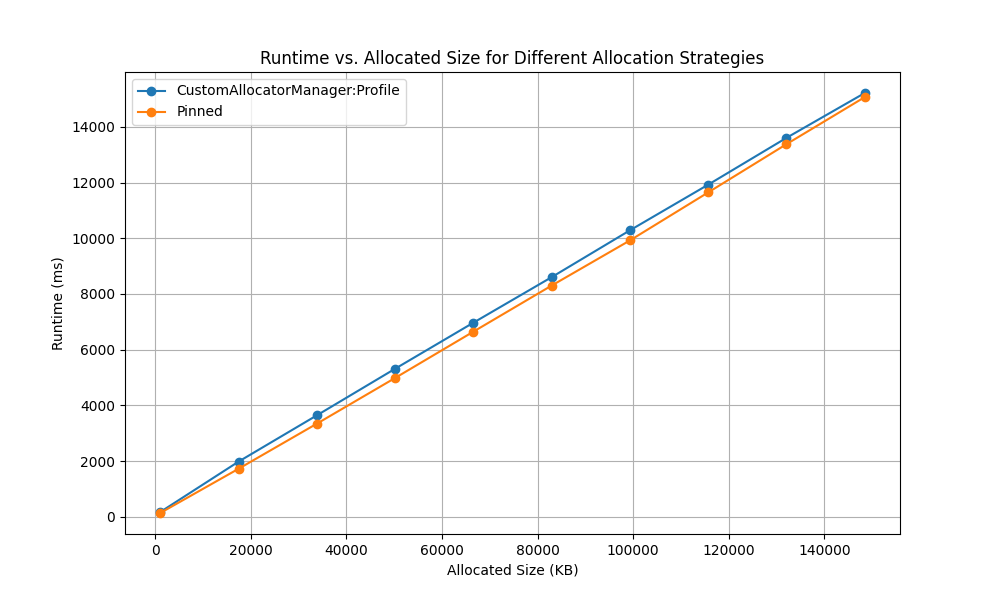 Runtime vs. Allocated Size for Different Allocation Strategies
CustomAllocatorManager:Profile
Pinned
14000
12000
10000
8000
6000
4000
2000
0
Runtime (ms)
0 20000 40000 60000 80000 100000 120000 140000
Allocated Size (KB)